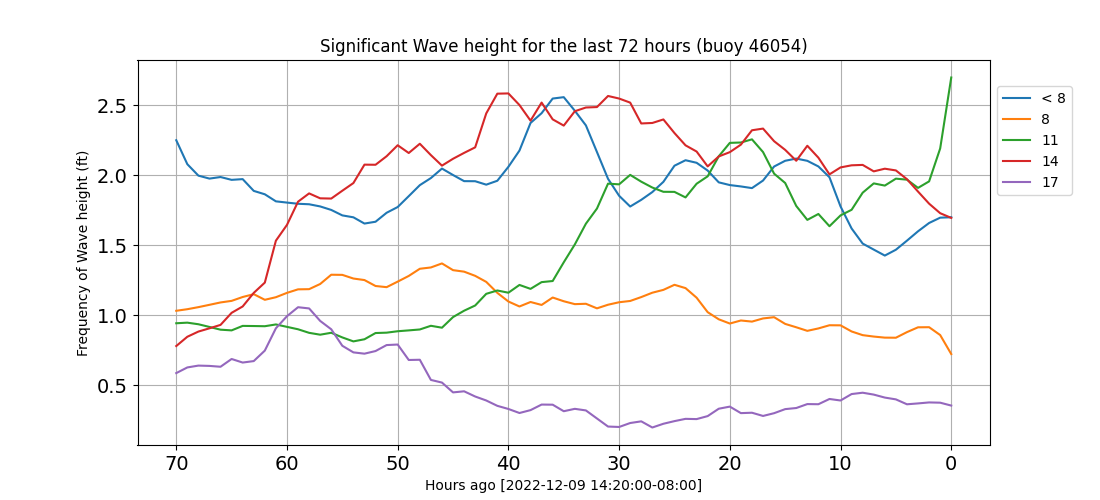 Significant Wave height for the last 72 hours (buoy 46054)
Frequency of Wave height (ft)
2.5
2.0
1.5
1.0
0.5
70 60 50 40 30 20 10 0
Hours ago [2022-12-09 14:20:00-08:00]
< 8
8
11
14
17